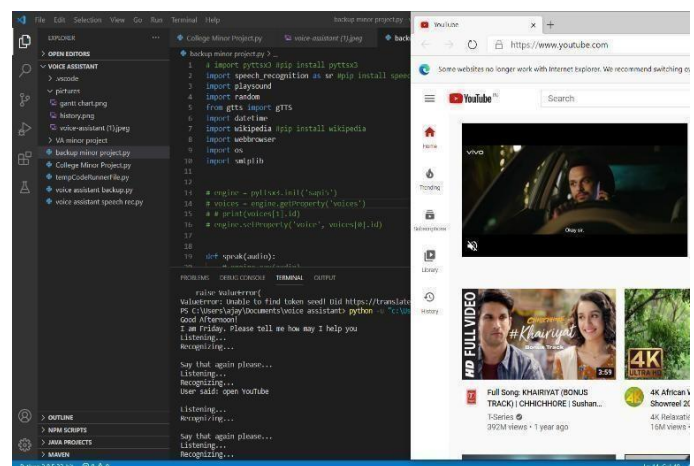 File Edit Selection View Go Run Terminal Help
backup minor project.py
EXPLORER
> OPEN EDITORS
VOICE ASSISTANT
> .vscode
pictures
gantt chart.png
history.png
voice-assistant (1).jpeg
> VA minor project
backup minor project.py
College Minor Project.py
tempCodeRunnerFile.py
voice assistant backup.py
voice assistant speech rec.py
> OUTLINE
> NPM SCRIPTS
> JAVA PROJECTS
> MAVEN
College Minor Project.py
voice-assistant (1).jpeg
backup minor project.py > ...
1 # import pyttsx3 #pip install pyttsx3
2 import speech_recognition as sr #pip install speec
3 import playsound
4 import random
5 from gtts import gTTS
6 import datetime
7 import wikipedia #pip install wikipedia
8 import webbrowser
9 import os
10 import smtplib
11
12
13 # engine = pyttsx3.init('sapi5')
14 # voices = engine.getProperty('voices')
15 # # print(voices[1].id)
16 # engine.setProperty('voice', voices[0].id)
17
18
19 def speak(audio):
PROBLEMS DEBUG CONSOLE TERMINAL OUTPUT
raise ValueError(
ValueError: Unable to find token seed! Did https://translate
PS C:\Users\ajay\Documents\voice assistant> python -u
Good Afternoon!
I am Friday. Please tell me how may I help you
Listening...
Recognizing...
Say that again please...
Listening...
Recognizing...
User said: open YouTube
Listening...
Recognizing...
Say that again please...
Listening...
Recognizing...
YouTube
https://www.youtube.com
Some websites no longer work with Internet Explorer. We recommend switching
YouTube
Search
Home
Trending
Subscriptions
Library
History
vivo
Okay sir.
FULL VIDEO
HD
#Khairiyat
Bonus Track
3:59
4K
ULTRA HD
Full Song: KHAIRIYAT (BONUS
TRACK) | CHHICHHORE | Sushan...
T-Series
392M views • 1 year ago
4K African
Showreel 20
4K Relaxati
16M views •